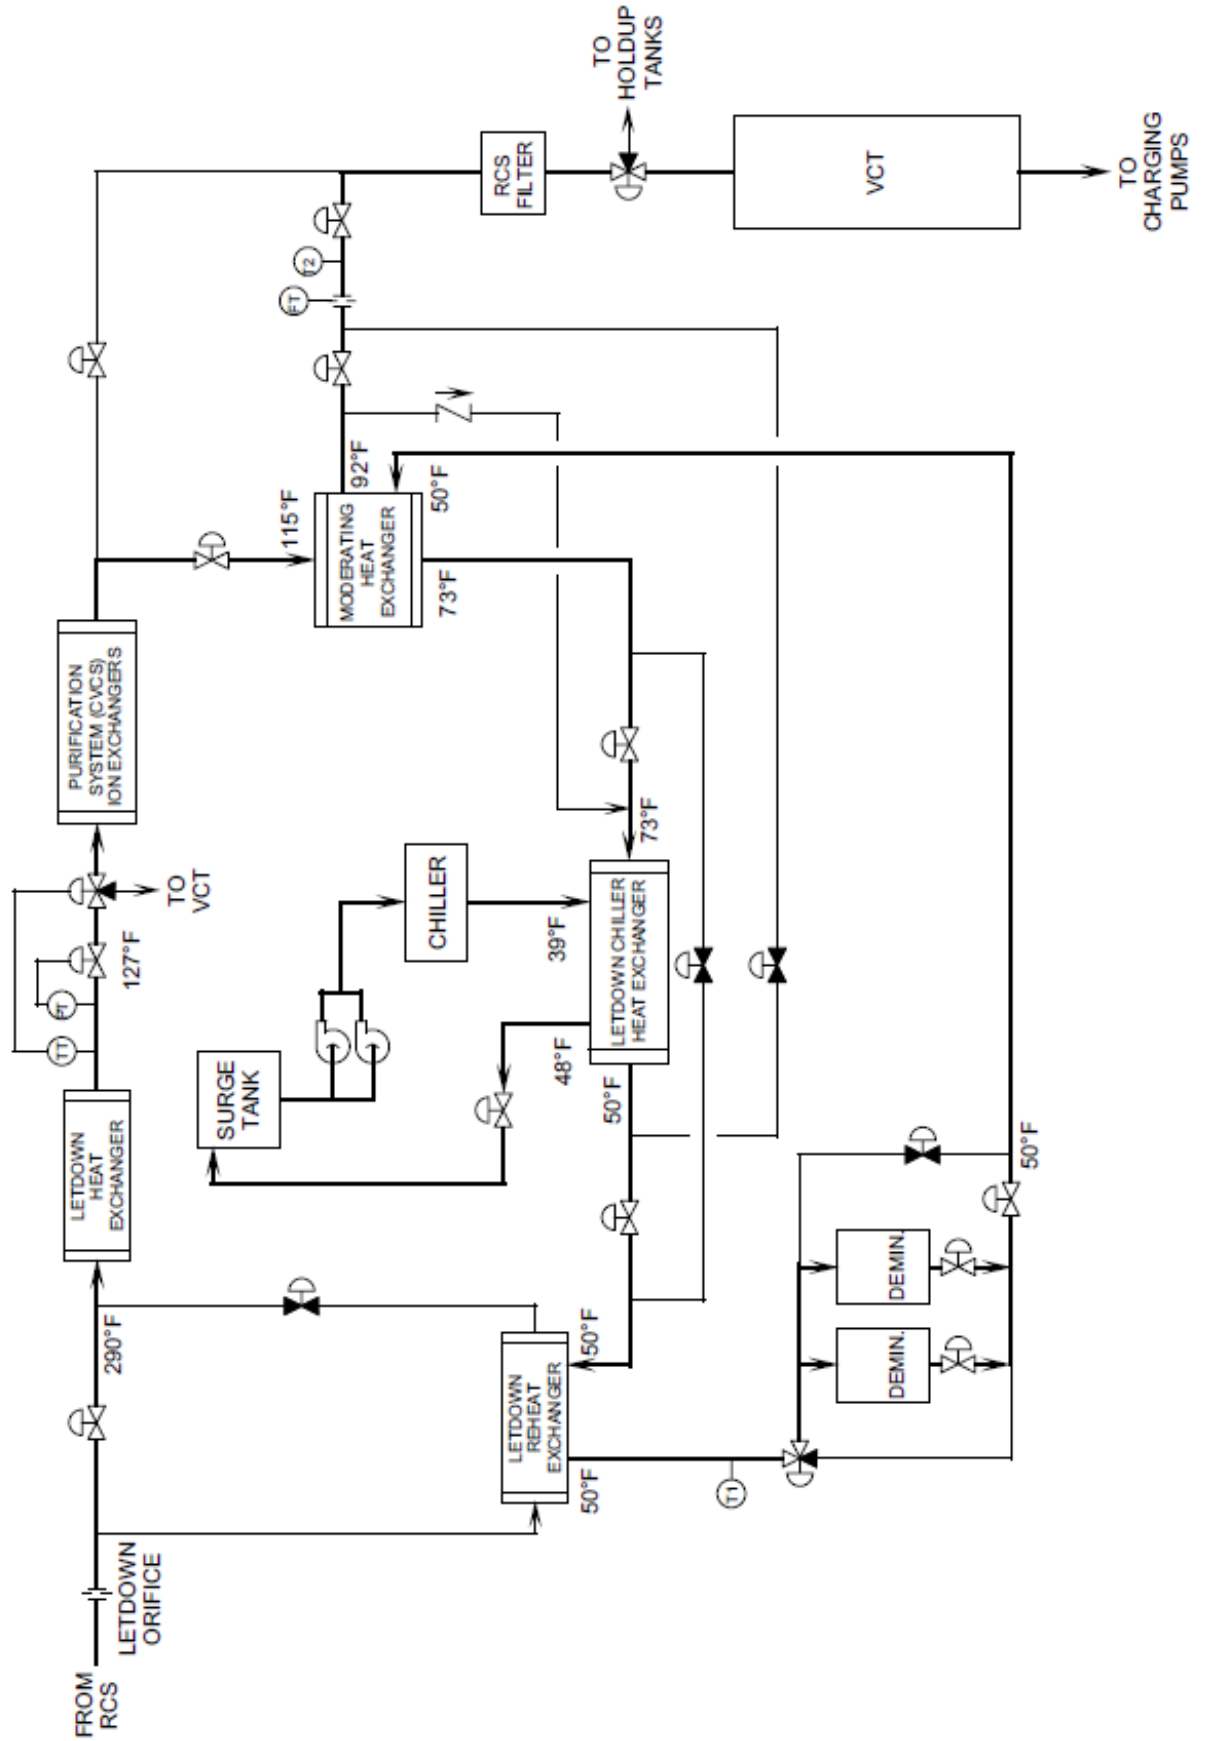 FROM
RCS
LETDOWN
ORIFICE
290°F
LETDOWN
HEAT
EXCHANGER
TT
PT
127°F
TO
VCT
PURIFICATION
SYSTEM (CVCS)
ION EXCHANGERS
115°F
MODERATING
HEAT
EXCHANGER
92°F
50°F
73°F
FT
T2
RCS
FILTER
TO
HOLDUP
TANKS
VCT
TO
CHARGING
PUMPS
SURGE
TANK
CHILLER
39°F
48°F
73°F
LETDOWN CHILLER
HEAT EXCHANGER
50°F
50°F
LETDOWN
REHEAT
EXCHANGER
50°F
T1
DEMIN.
DEMIN.
50°F